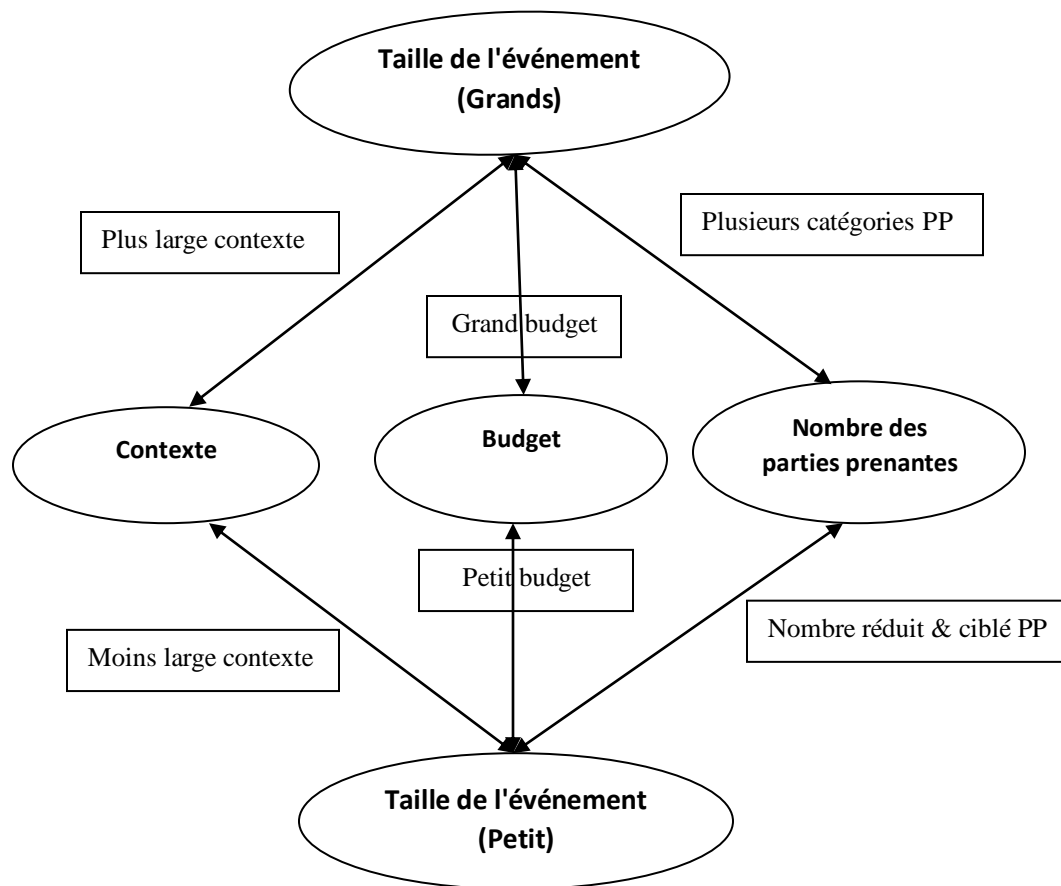 Taille de l'événement
(Grands)
Plus large contexte
Plusieurs catégories PP
Grand budget
Contexte
Budget
Nombre des
parties prenantes
Petit budget
Moins large contexte
Nombre réduit & ciblé PP
Taille de l'événement
(Petit)